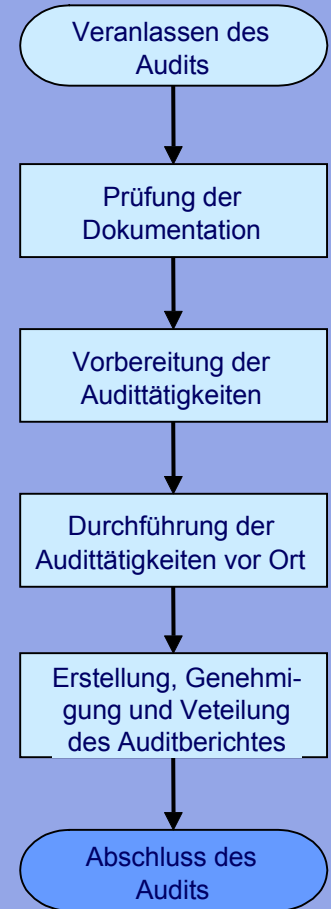 Veranlassen des
Audits
Prüfung der
Dokumentation
Vorbereitung der
Audittätigkeiten
Durchführung der
Audittätigkeiten vor Ort
Erstellung, Genehmi-
gung und Veteilung
des Auditberichtes
Abschluss des
Audits